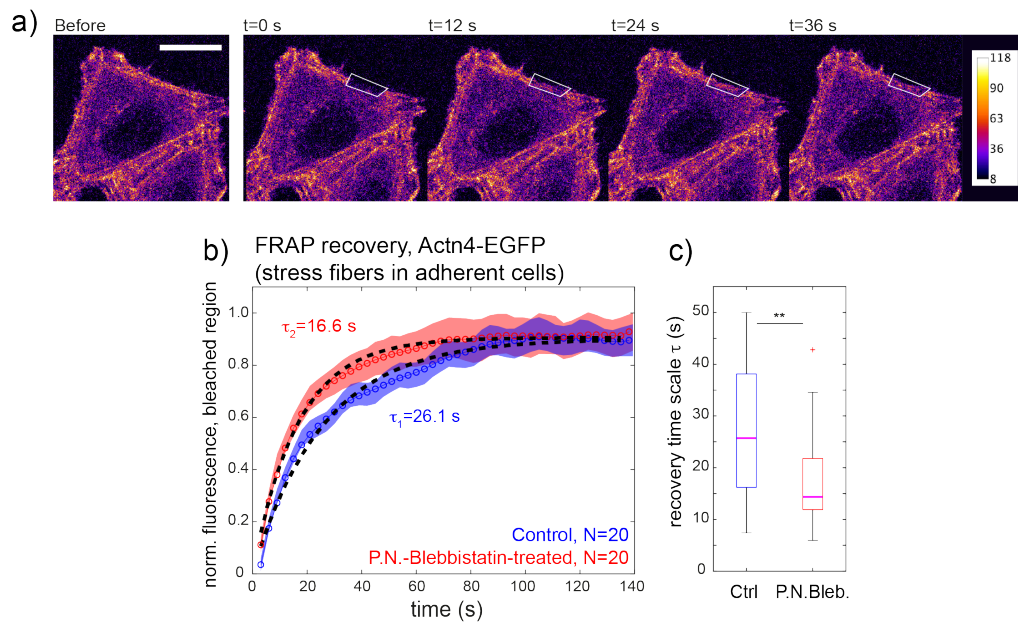 a)
Before
t=0 s
t=12 s
t=24 s
t=36 s
118
90
63
36
8
b)
FRAP recovery, Actn4-EGFP
(stress fibers in adherent cells)
norm. fluorescence, bleached region
1.0
0.8
0.6
0.4
0.2
0
τ2=16.6 s
τ1=26.1 s
Control, N=20
P.N.-Blebbistatin-treated, N=20
0
20
40
60
80
100
120
140
time (s)
c)
recovery time scale τ (s)
50
40
30
20
10
0
**
Ctrl
P.N.Bleb.